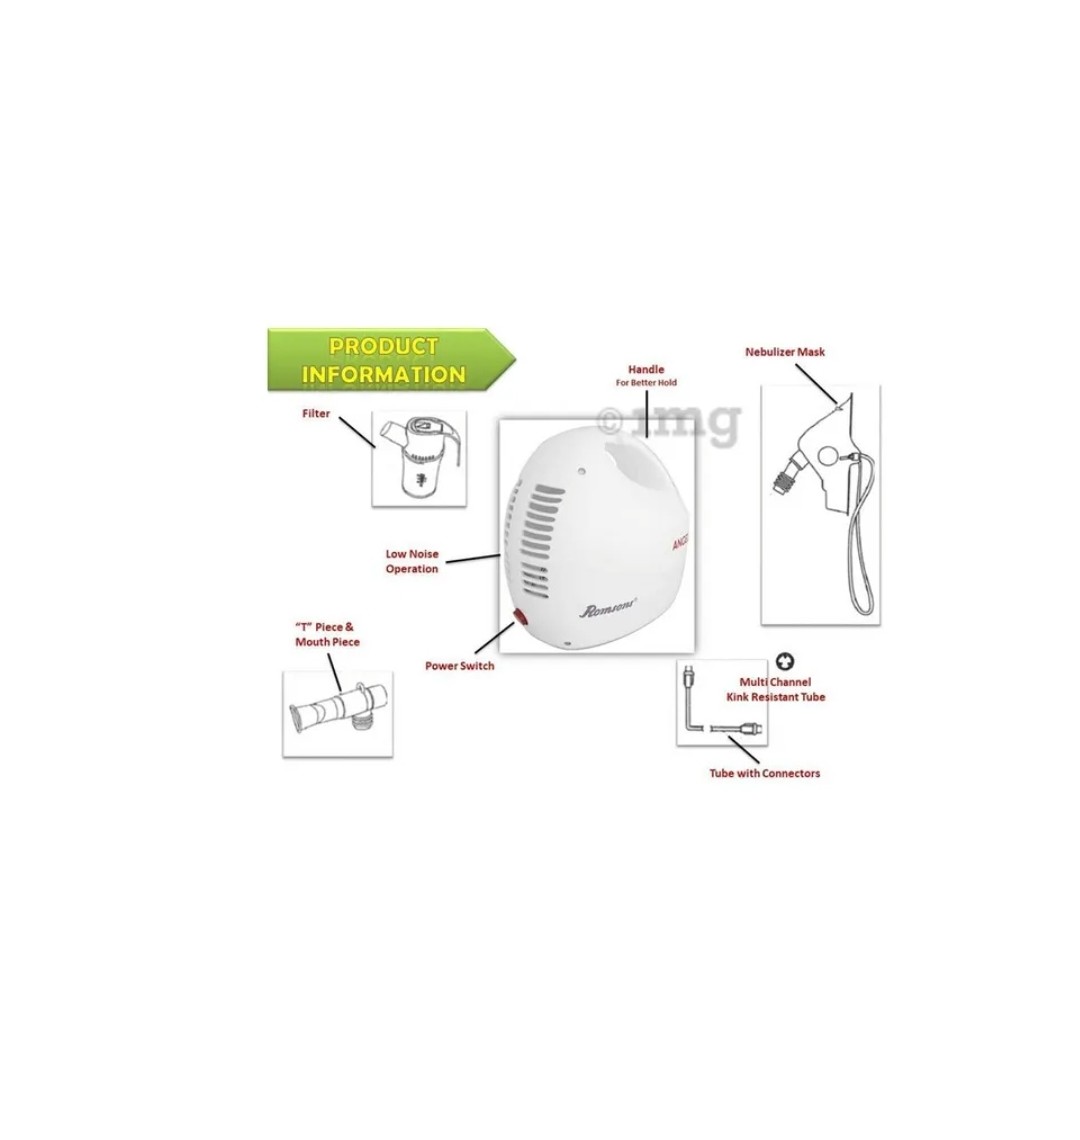 PRODUCT
INFORMATION
Nebulizer Mask
Handle
For Better Hold
Filter
©1mg
Low Noise
Operation
Romsons®
"T" Piece &
Mouth Piece
Power Switch
Multi Channel
Kink Resistant Tube
Tube with Connectors